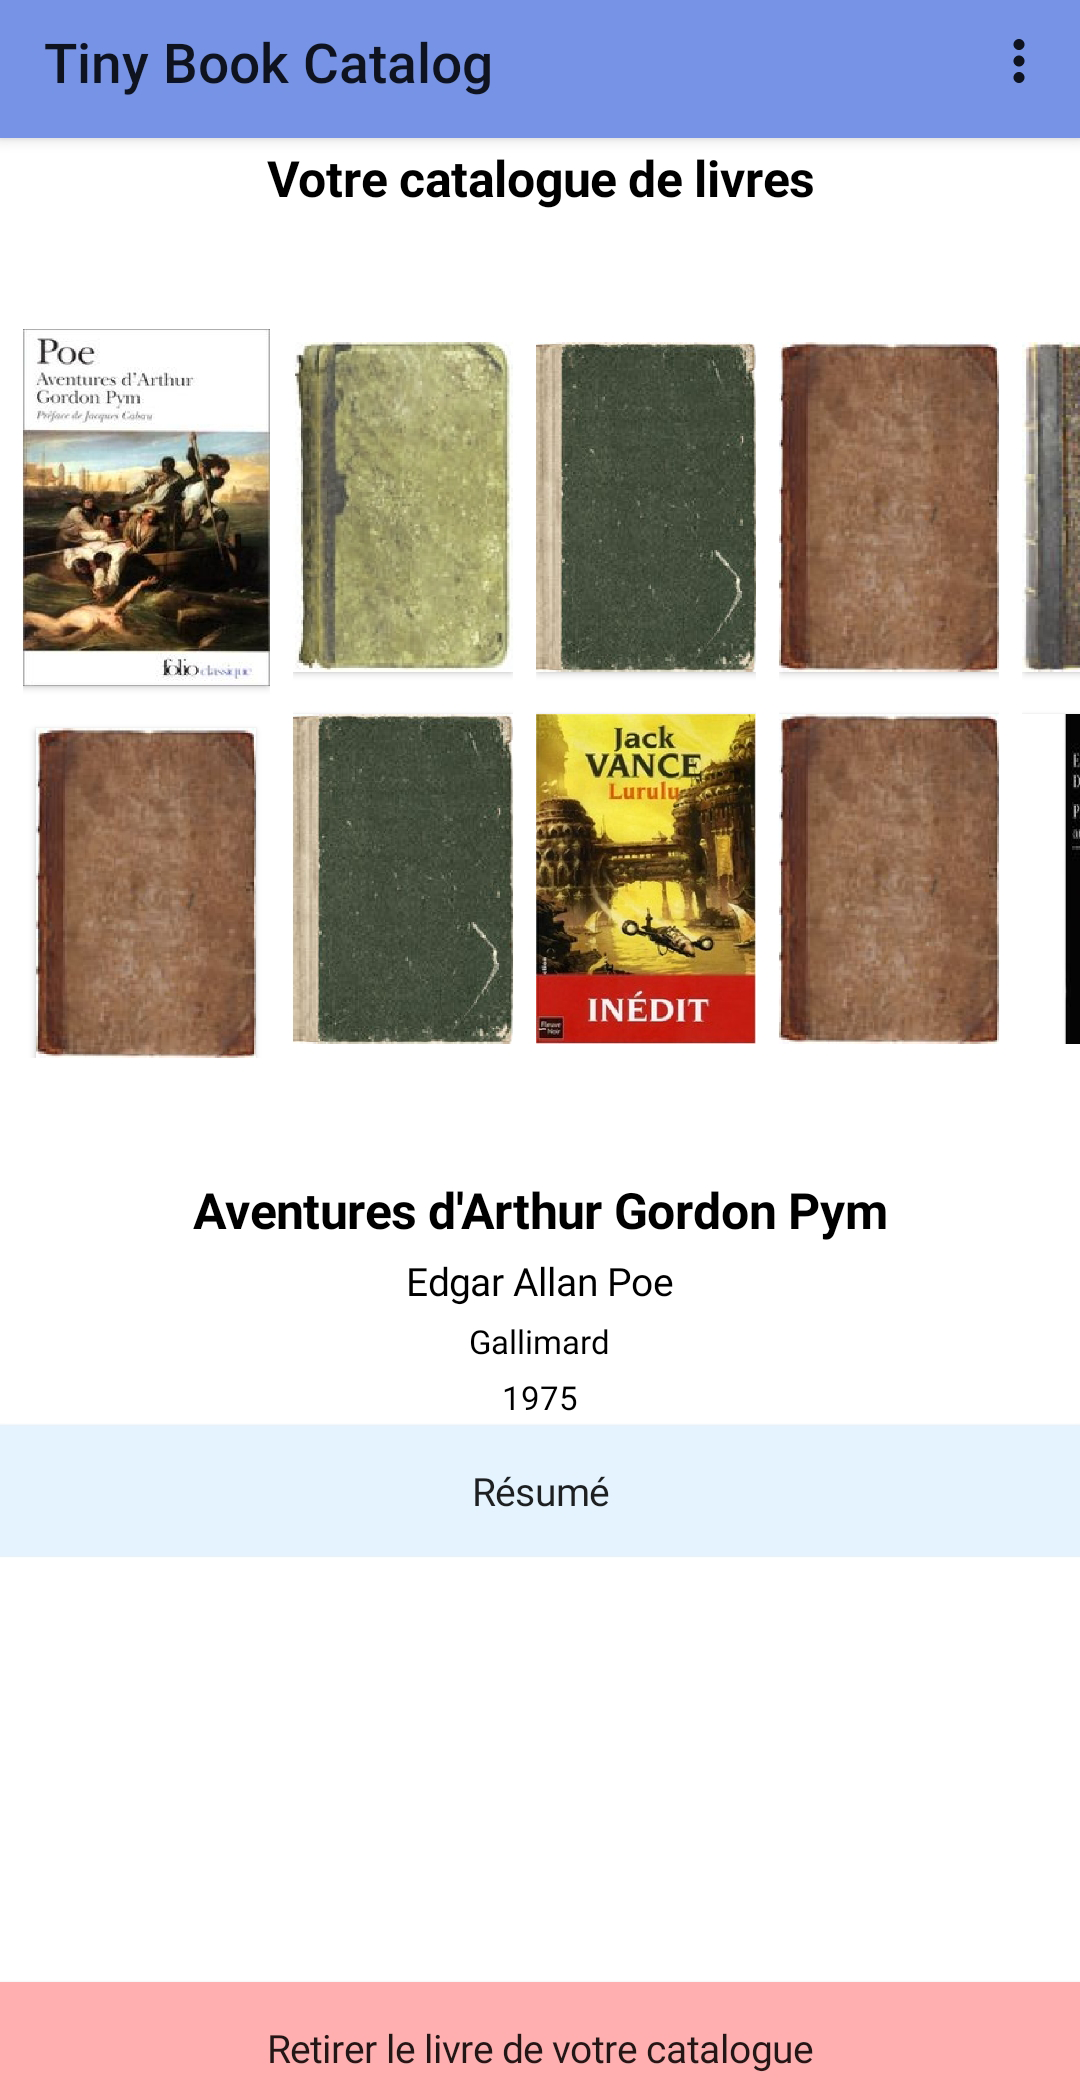 Tiny Book Catalog
Votre catalogue de livres
Poe
Aventures d'Arthur
Gordon Pym
Préface de Jacques Cabau
folio classique
Jack
VANCE
Lurulu
INÉDIT
Fleuve
Noir
Aventures d'Arthur Gordon Pym
Edgar Allan Poe
Gallimard
1975
Résumé
Retirer le livre de votre catalogue